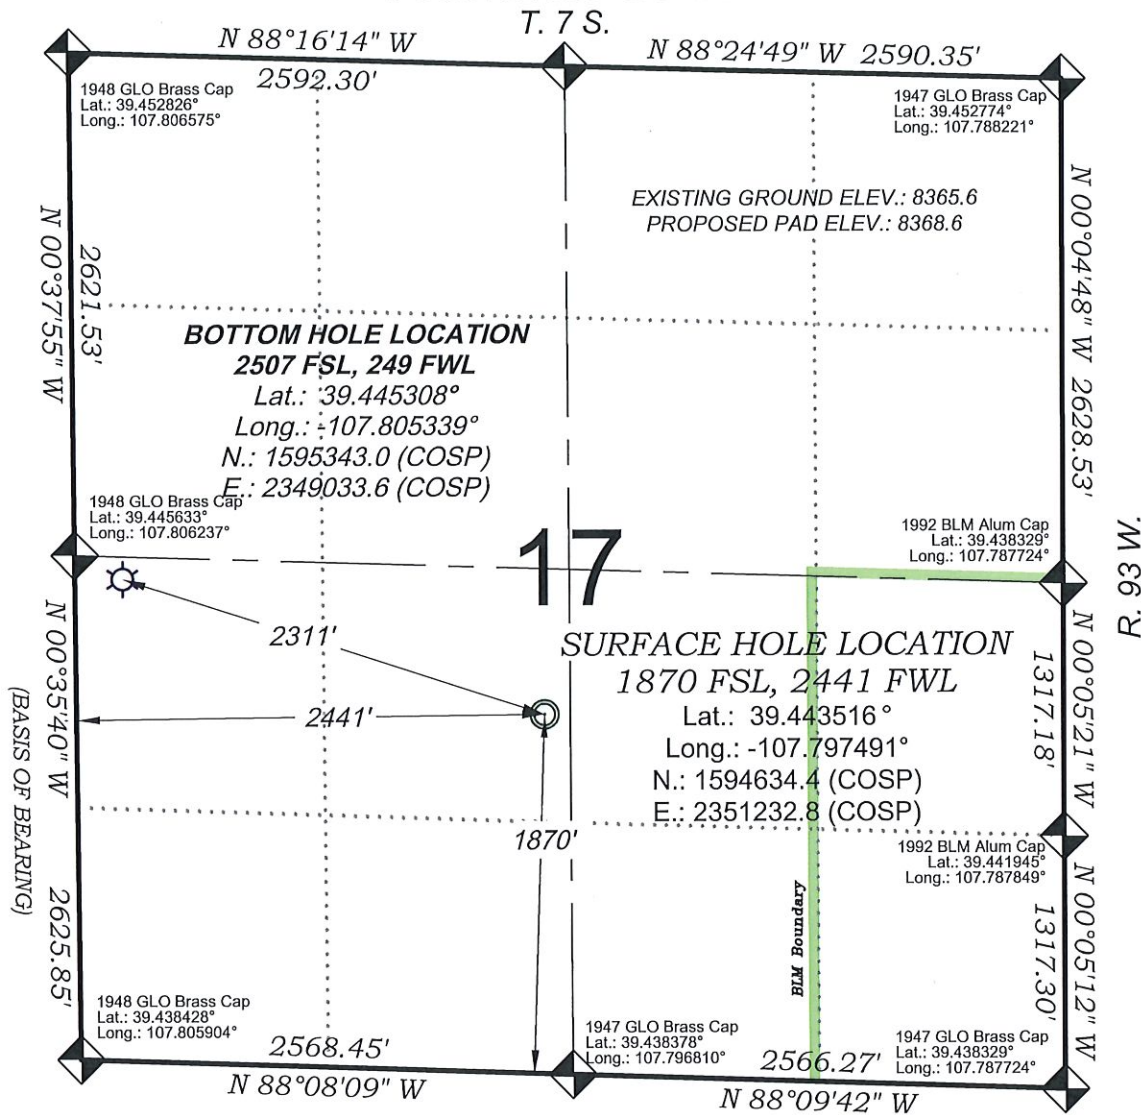 T. 7 S.
N 88°16'14" W
2592.30'
N 88°24'49" W 2590.35'
1948 GLO Brass Cap
Lat.: 39.452826°
Long.: 107.806575°
1947 GLO Brass Cap
Lat.: 39.452774°
Long.: 107.788221°
EXISTING GROUND ELEV.: 8365.6
PROPOSED PAD ELEV.: 8368.6
N 00°37'55" W
2621.53'
N 00°04'48" W 2628.53'
BOTTOM HOLE LOCATION
2507 FSL, 249 FWL
Lat.: 39.445308°
Long.: -107.805339°
N.: 1595343.0 (COSP)
E.: 2349033.6 (COSP)
1948 GLO Brass Cap
Lat.: 39.445633°
Long.: 107.806237°
17
1992 BLM Alum Cap
Lat.: 39.438329°
Long.: 107.787724°
R. 93 W.
2311'
SURFACE HOLE LOCATION
1870 FSL, 2441 FWL
Lat.: 39.443516°
Long.: -107.797491°
N.: 1594634.4 (COSP)
E.: 2351232.8 (COSP)
2441'
1870'
N 00°35'40" W
(BASIS OF BEARING)
2625.85'
N 00°05'21" W
1317.18'
1992 BLM Alum Cap
Lat.: 39.441945°
Long.: 107.787849°
BLM Boundary
N 00°05'12" W
1317.30'
1948 GLO Brass Cap
Lat.: 39.438428°
Long.: 107.805904°
2568.45'
N 88°08'09" W
1947 GLO Brass Cap
Lat.: 39.438378°
Long.: 107.796810°
2566.27'
N 88°09'42" W
1947 GLO Brass Cap
Lat.: 39.438329°
Long.: 107.787724°